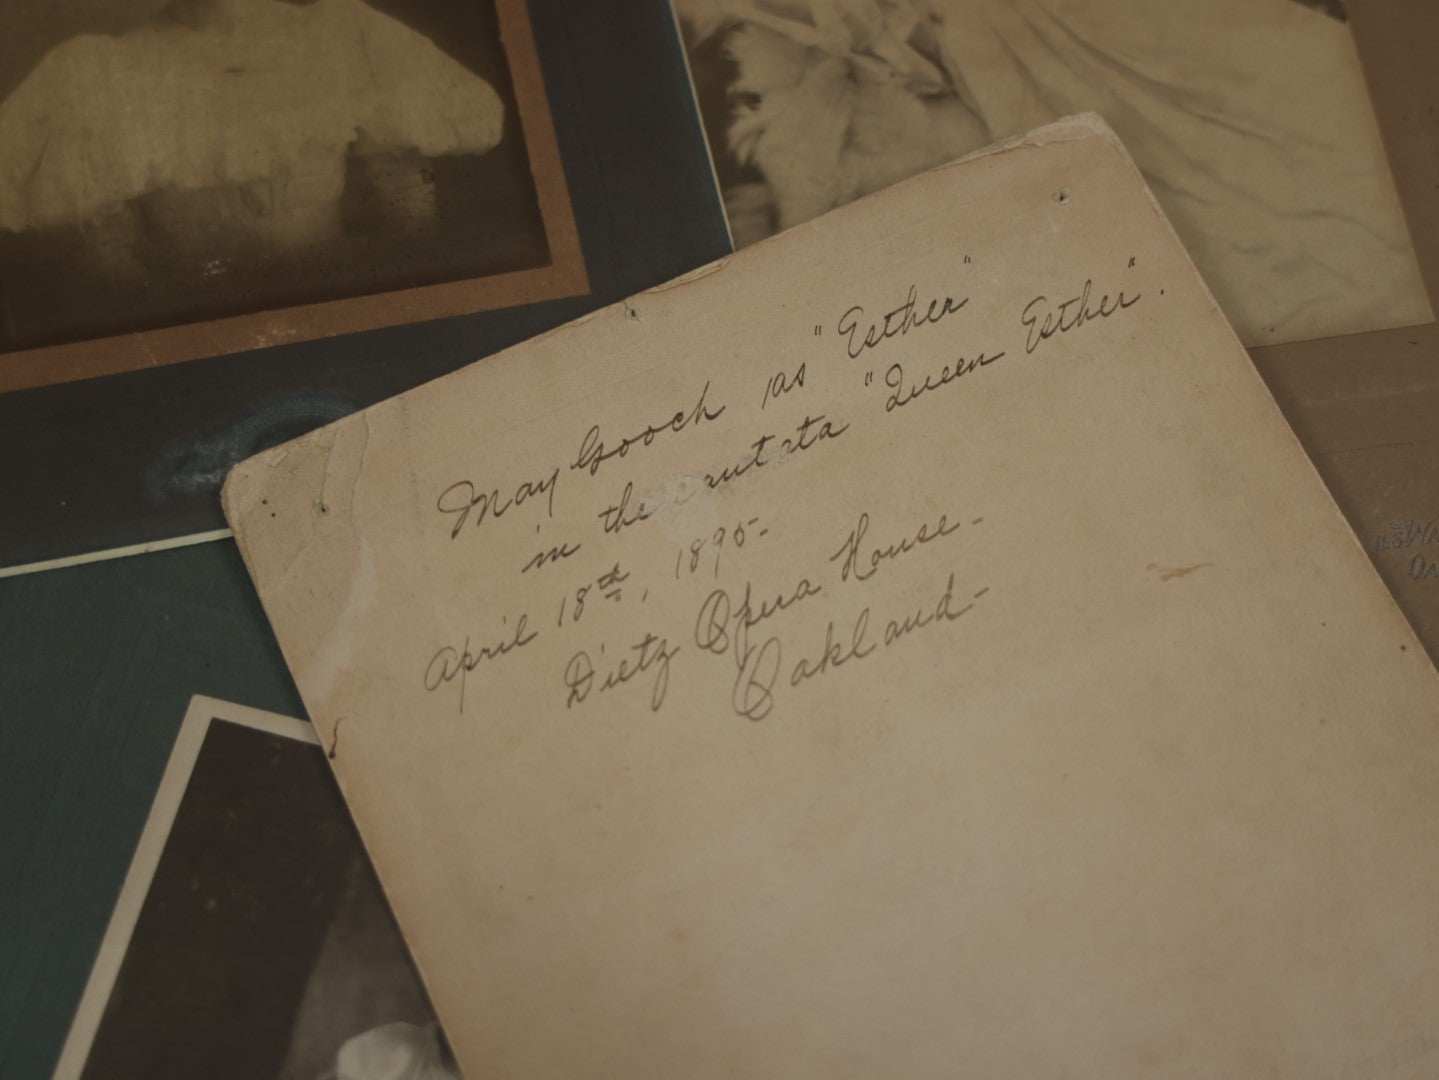 May Gooch as "Esther"
in the Cantata "Queen Esther".
April 18th, 1895-
Dietz Opera House-
Oakland-